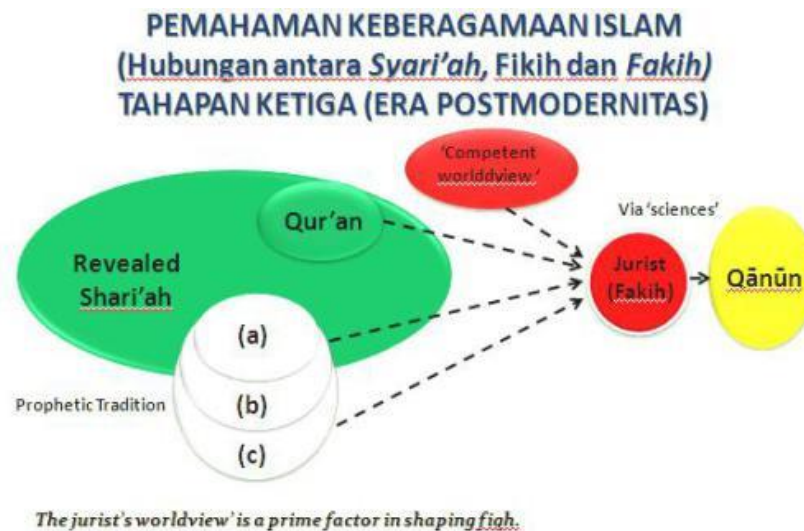 PEMAHAMAN KEBERAGAMAAN ISLAM
(Hubungan antara Syari'ah, Fikih dan Fakih)
TAHAPAN KETIGA (ERA POSTMODERNITAS)
'Competent
worlddview'
Via 'sciences'
Qur'an
Revealed
Shari'ah
Jurist
(Fakih)
Qānūn
(a)
Prophetic Tradition
(b)
(c)
The jurist's worldview' is a prime factor in shaping fiqh.